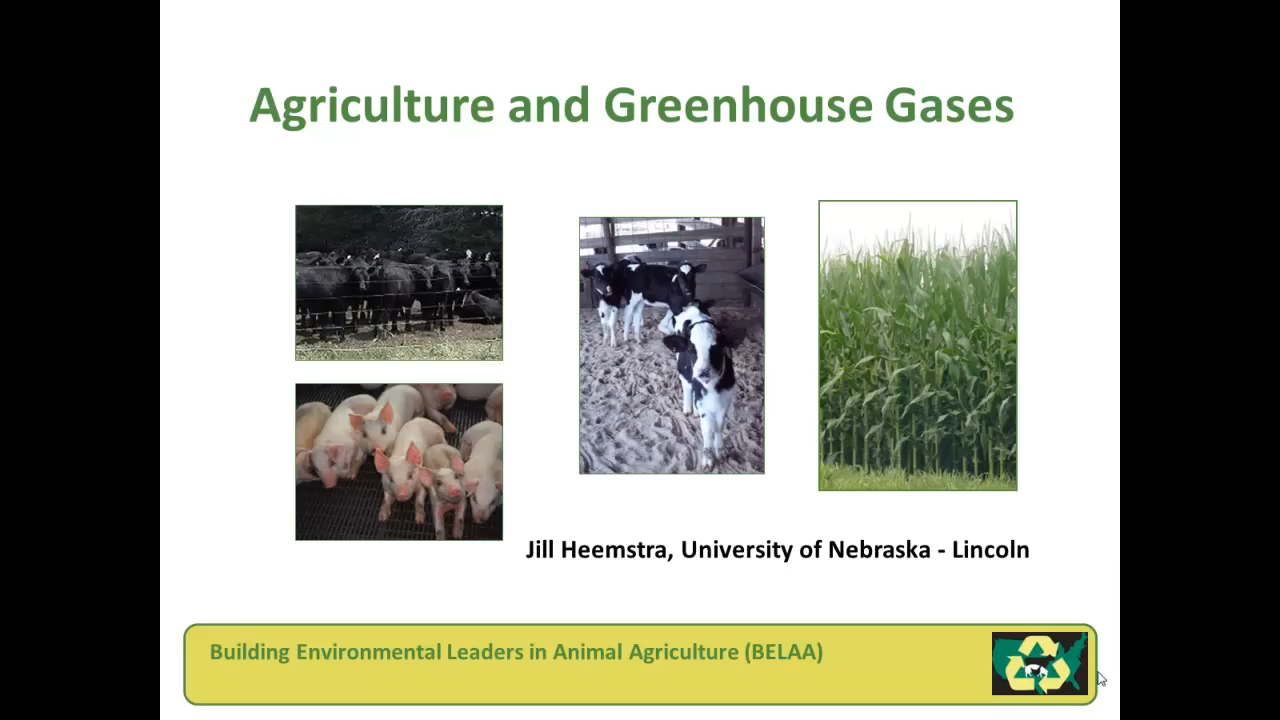 Agriculture and Greenhouse Gases
Jill Heemstra, University of Nebraska - Lincoln
Building Environmental Leaders in Animal Agriculture (BELAA)